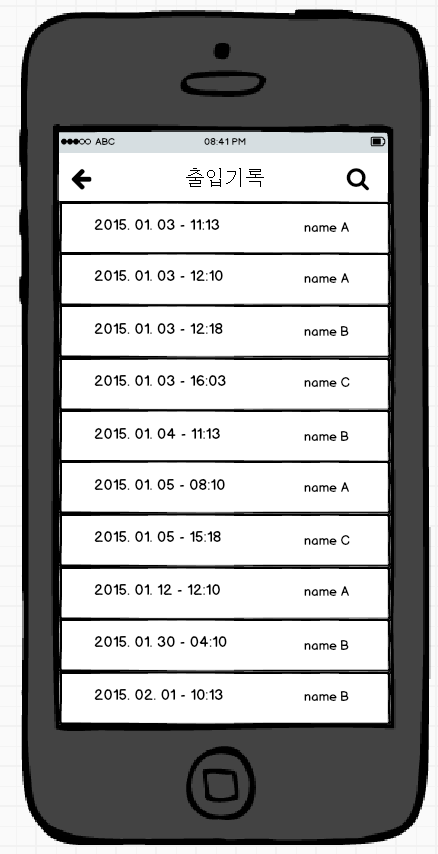 ABC 08:41 PM
출입기록
2015. 01. 03 - 11:13 name A
2015. 01. 03 - 12:10 name A
2015. 01. 03 - 12:18 name B
2015. 01. 03 - 16:03 name C
2015. 01. 04 - 11:13 name B
2015. 01. 05 - 08:10 name A
2015. 01. 05 - 15:18 name C
2015. 01. 12 - 12:10 name A
2015. 01. 30 - 04:10 name B
2015. 02. 01 - 10:13 name B